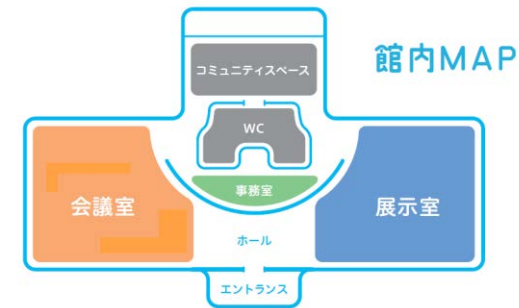 館内MAP
コミュニティスペース
WC
事務室
会議室
展示室
ホール
エントランス